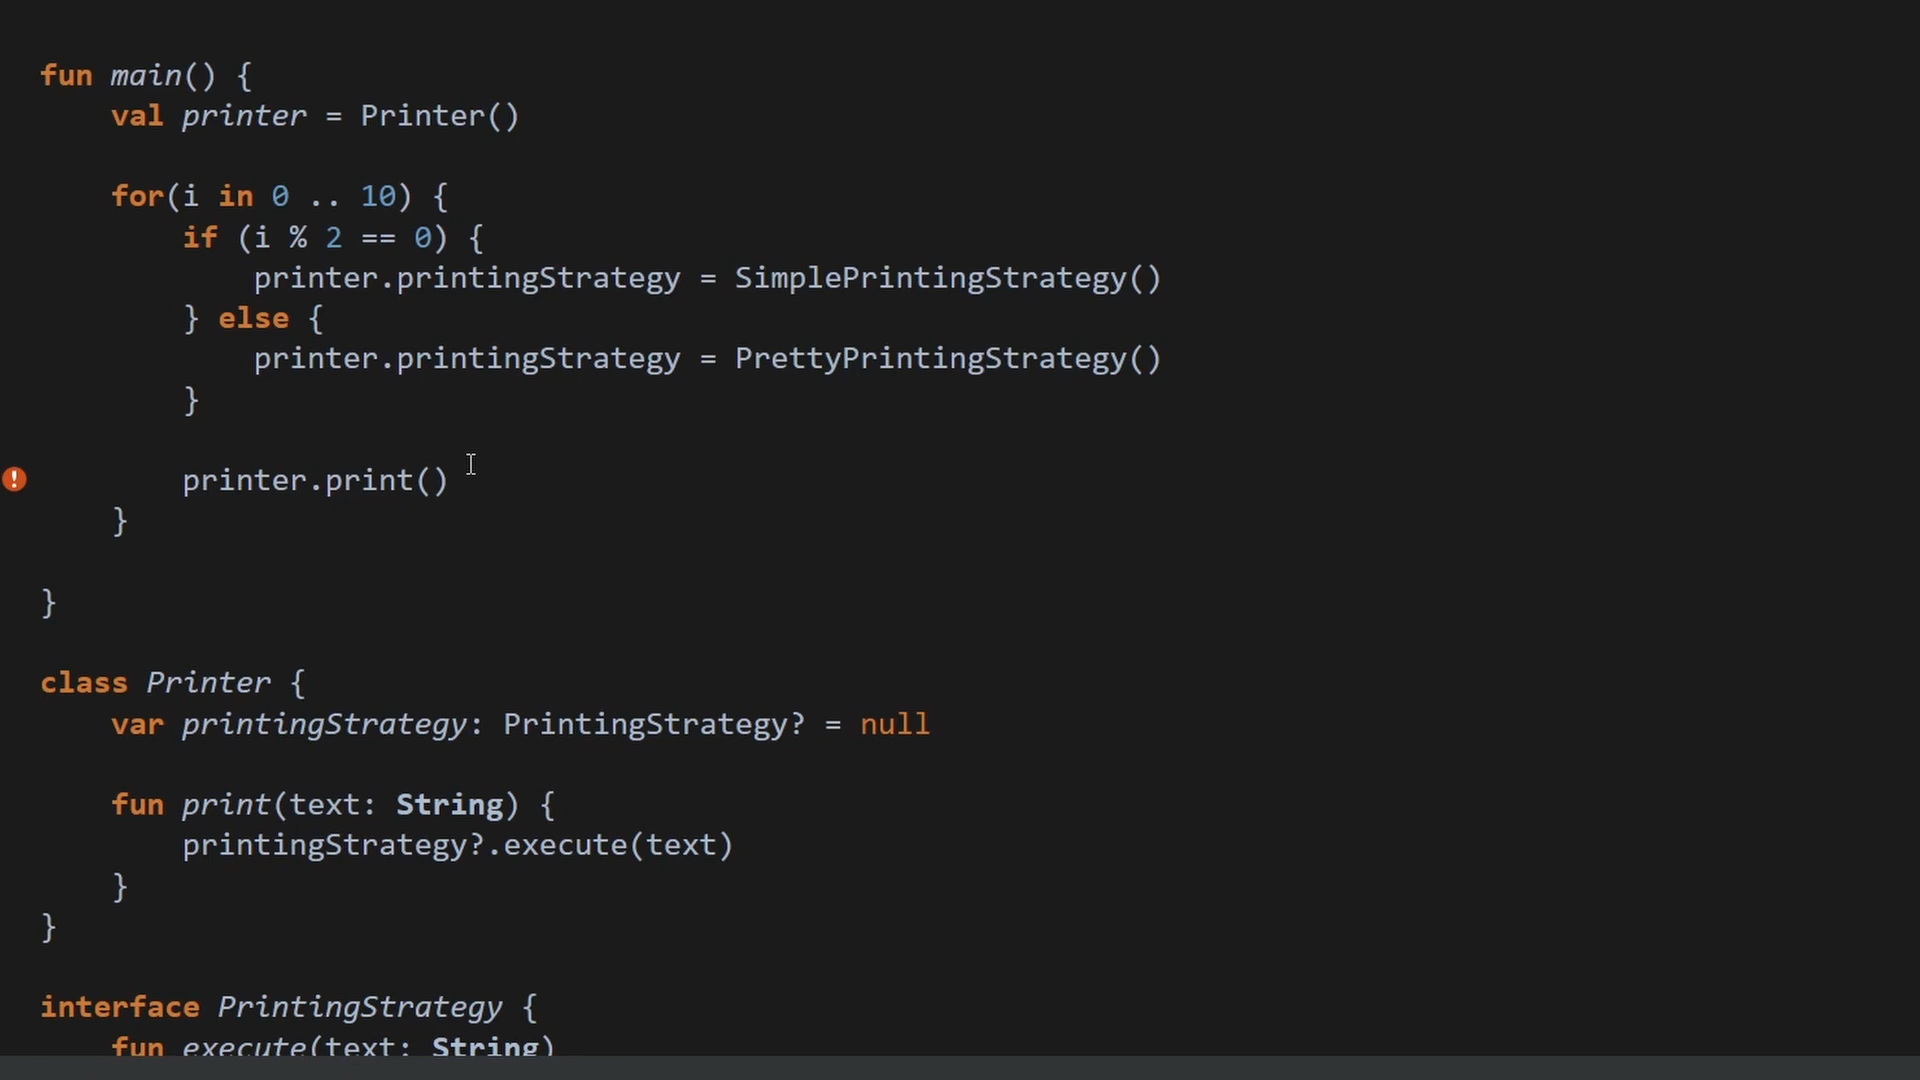 fun main() {
    val printer = Printer()
    for(i in 0 .. 10) {
        if (i % 2 == 0) {
            printer.printingStrategy = SimplePrintingStrategy()
        } else {
            printer.printingStrategy = PrettyPrintingStrategy()
        }
        printer.print()
    }
}
class Printer {
    var printingStrategy: PrintingStrategy? = null
    fun print(text: String) {
        printingStrategy?.execute(text)
    }
}
interface PrintingStrategy {
    fun execute(text: String)